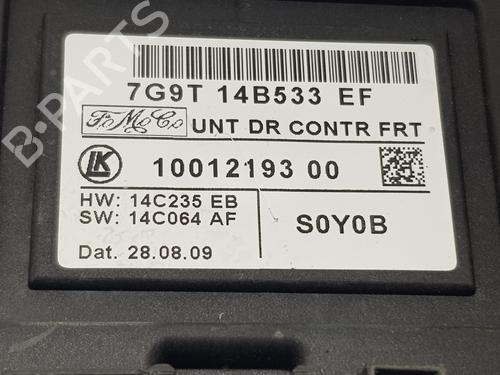 7G9T 14B533 EF
FoMoCo UNT DR CONTR FRT
LK 10012193 00
HW: 14C235 EB
SW: 14C064 AF
S0Y0B
Dat. 28.08.09
B-PARTS